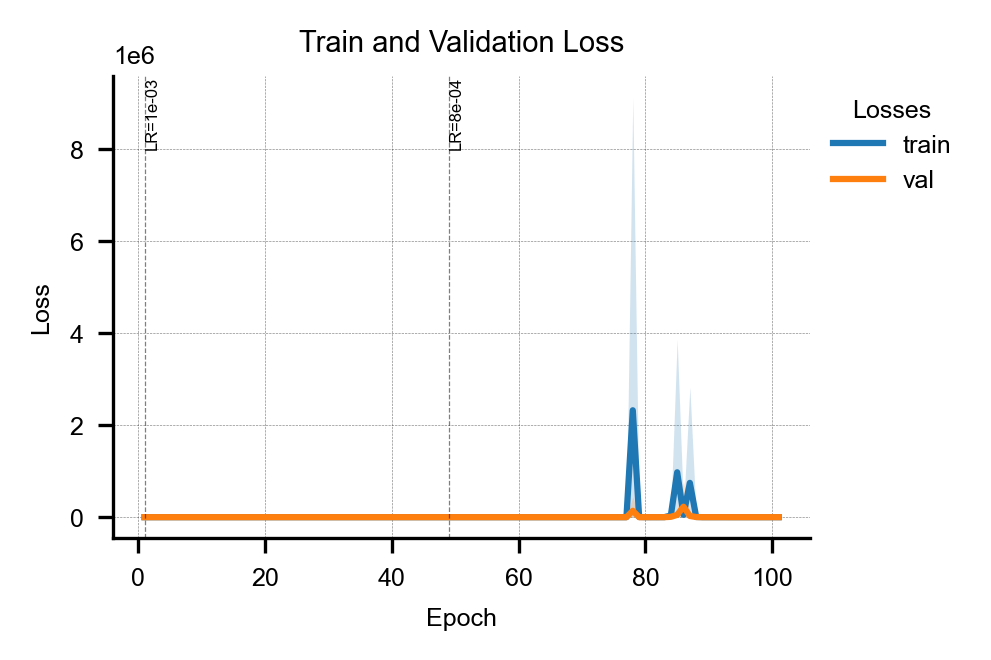 Train and Validation Loss
1e6
LR=1e-03
LR=8e-04
Losses
train
val
8
6
4
2
0
Loss
0 20 40 60 80 100
Epoch